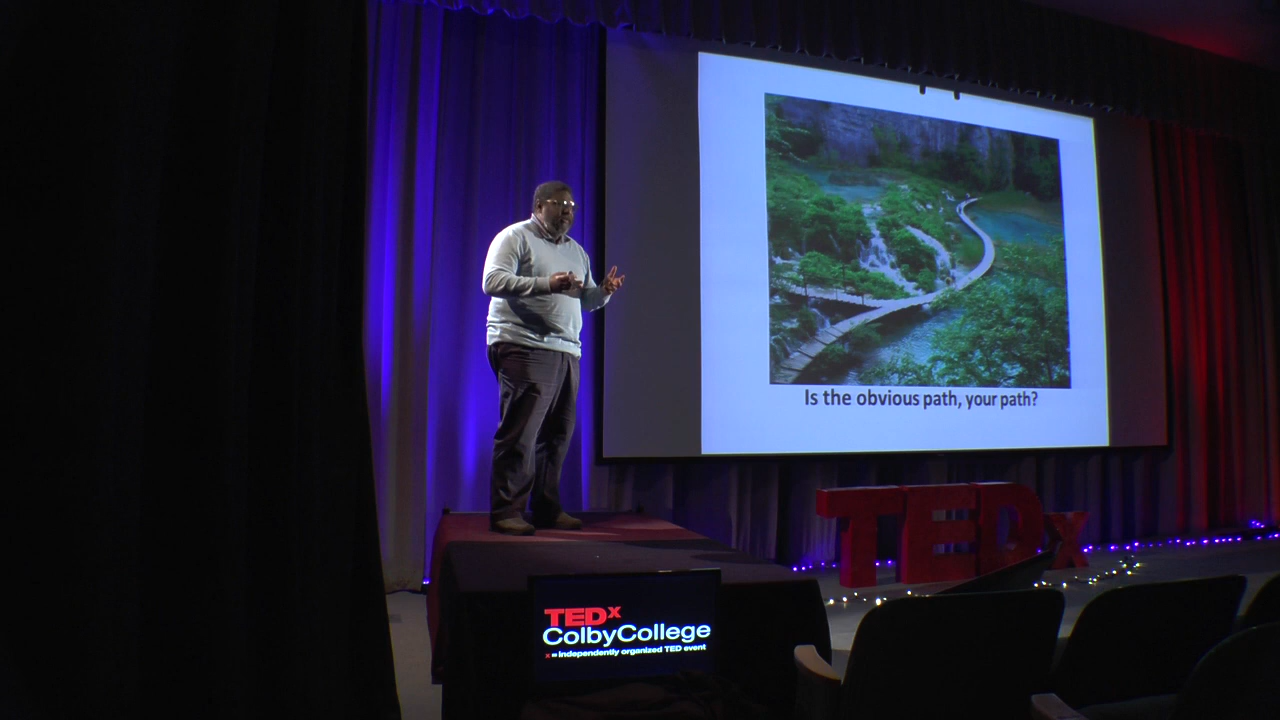 Is the obvious path, your path?
TEDx
TEDx
ColbyCollege
x = independently organized TED event